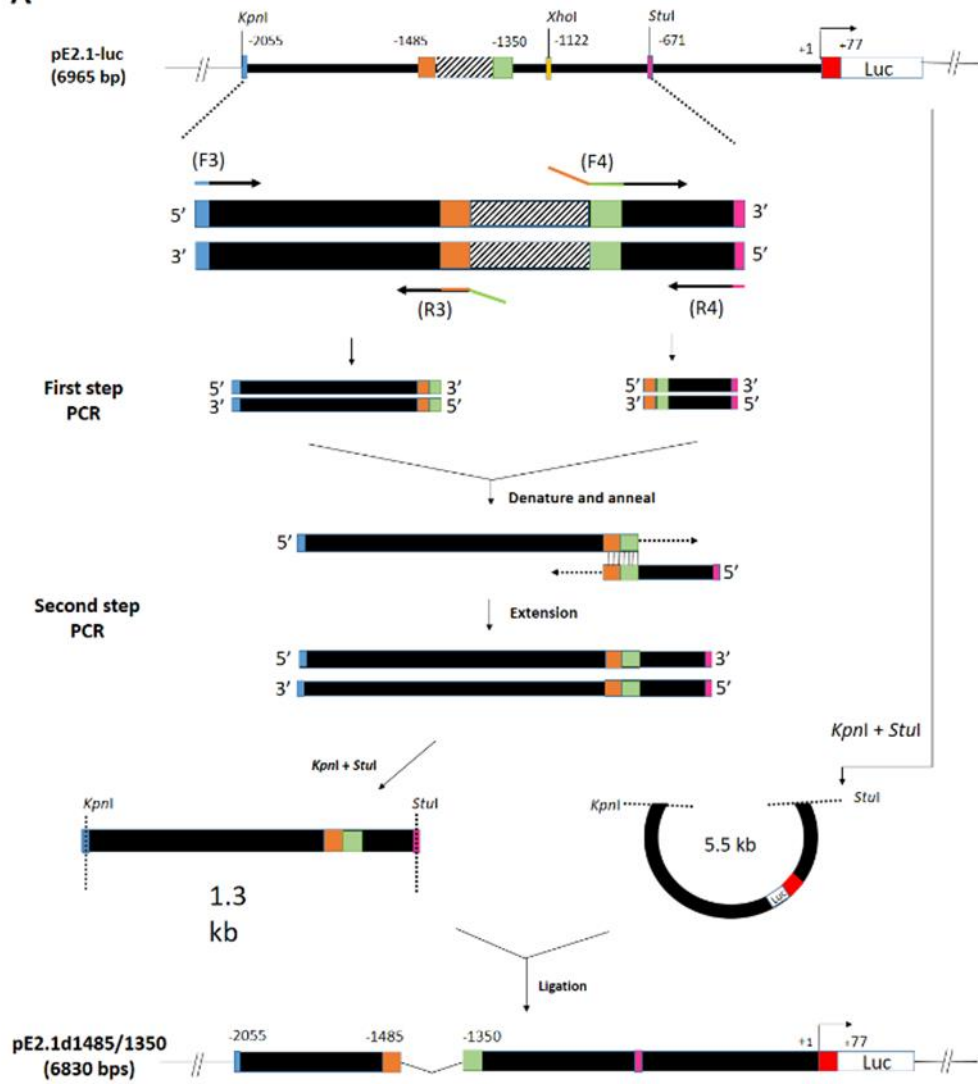 KpnI XhoI StuI
-2055 -1485 -1350 -1122 -671 +1 +77
pE2.1-luc
(6965 bp)
Luc
(F3) (F4)
5′ 3′
3′ 5′
(R3) (R4)
First step
PCR
5′ 3′ 5′ 3′
3′ 5′ 3′ 5′
Denature and anneal
5′
5′
Second step
PCR
Extension
5′ 3′
3′ 5′
KpnI + StuI
KpnI + StuI
KpnI StuI
KpnI StuI
5.5 kb
Luc
1.3
kb
Ligation
-2055 -1485 -1350 +1 +77
pE2.1d1485/1350
(6830 bps)
Luc